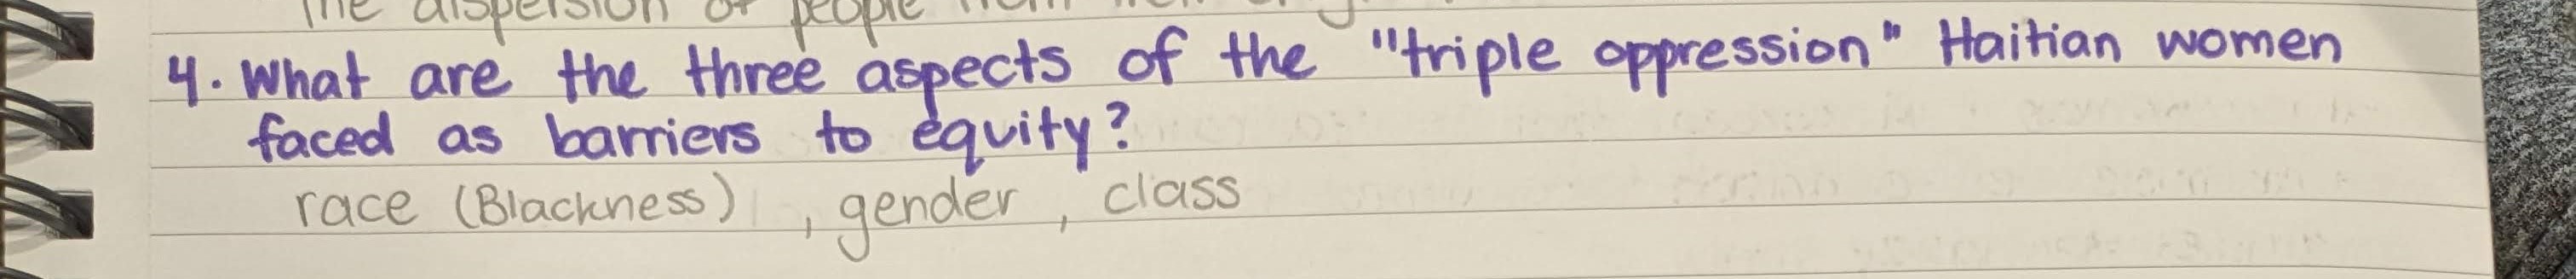 The dispersion of people
4. What are the three aspects of the "triple oppression" Haitian women
faced as barriers to equity?
race (Blackness) , gender , class